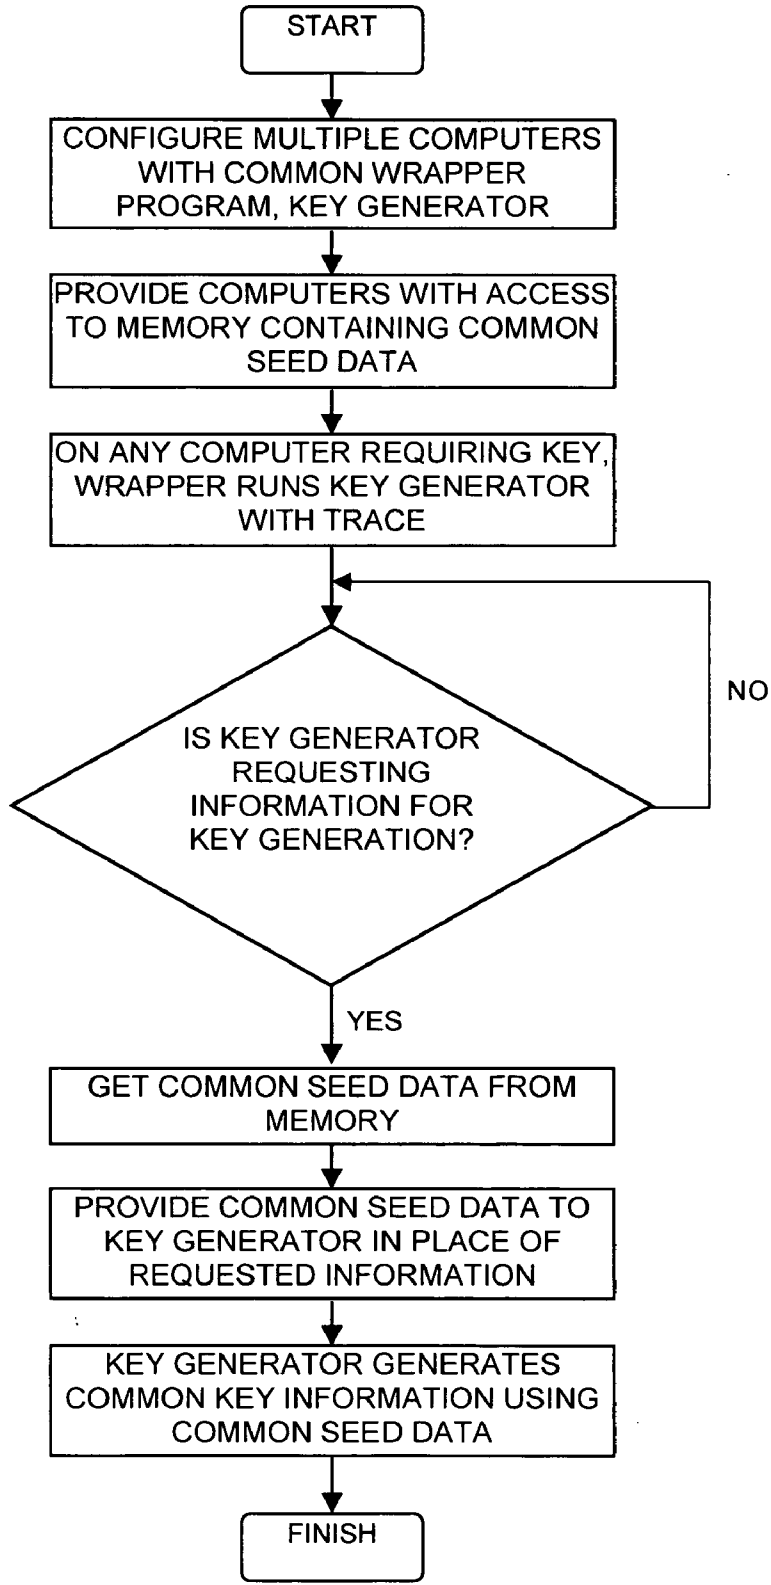 START
CONFIGURE MULTIPLE COMPUTERS
WITH COMMON WRAPPER
PROGRAM, KEY GENERATOR
PROVIDE COMPUTERS WITH ACCESS
TO MEMORY CONTAINING COMMON
SEED DATA
ON ANY COMPUTER REQUIRING KEY,
WRAPPER RUNS KEY GENERATOR
WITH TRACE
NO
IS KEY GENERATOR
REQUESTING
INFORMATION FOR
KEY GENERATION?
YES
GET COMMON SEED DATA FROM
MEMORY
PROVIDE COMMON SEED DATA TO
KEY GENERATOR IN PLACE OF
REQUESTED INFORMATION
KEY GENERATOR GENERATES
COMMON KEY INFORMATION USING
COMMON SEED DATA
FINISH